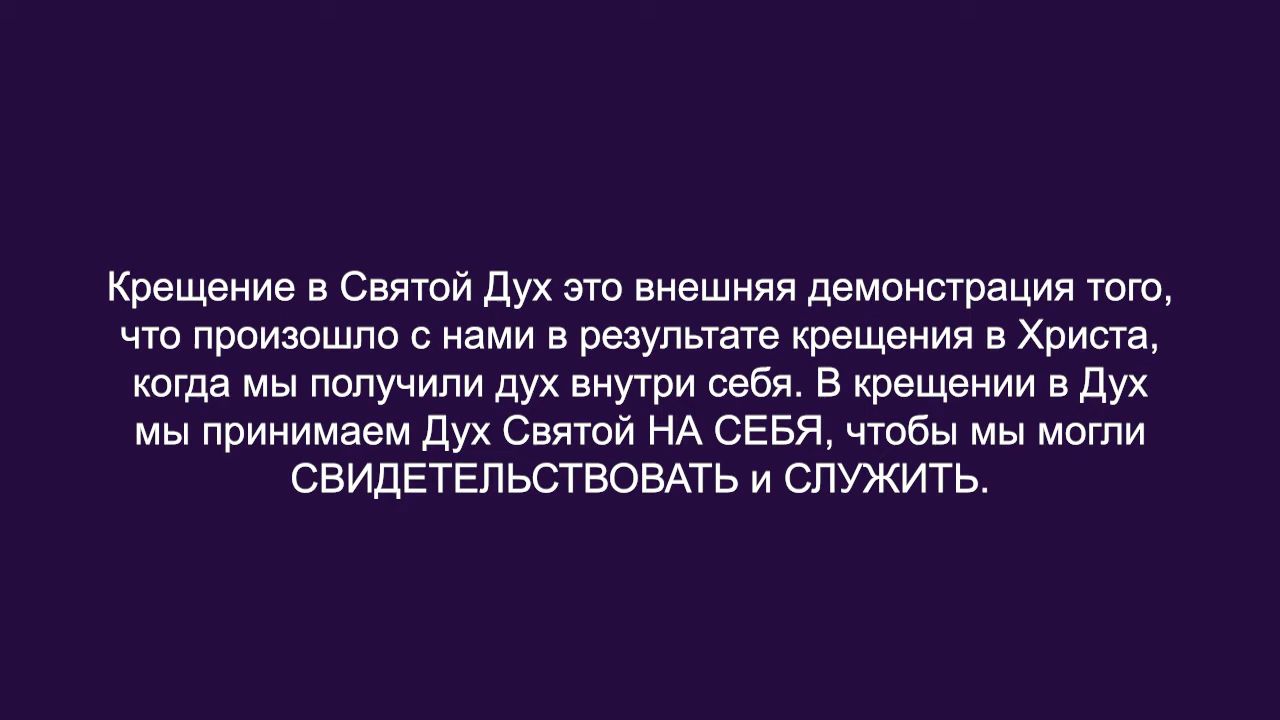 Крещение в Святой Дух это внешняя демонстрация того,
что произошло с нами в результате крещения в Христа,
когда мы получили дух внутри себя. В крещении в Дух
мы принимаем Дух Святой НА СЕБЯ, чтобы мы могли
СВИДЕТЕЛЬСТВОВАТЬ и СЛУЖИТЬ.